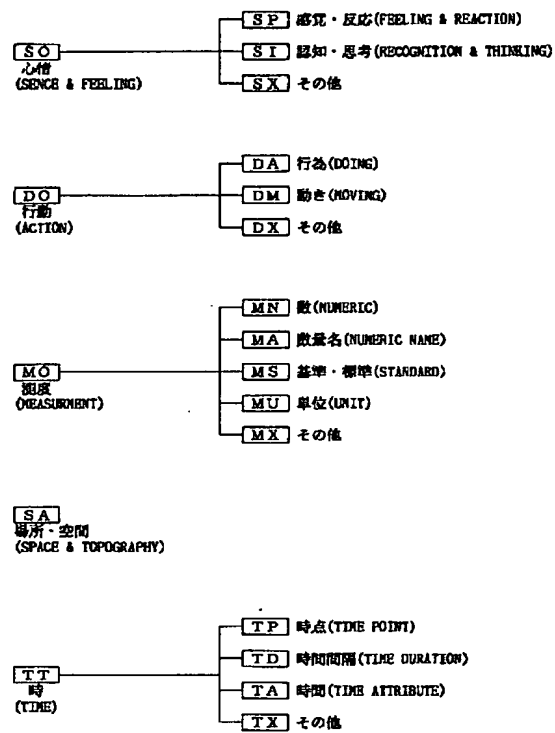 SP 感覚・反応(FEELING & REACTION)
SO
SI 認知・思考(RECOGNITION & THINKING)
心情
(SENCE & FEELING)
SX その他
DA 行為(DOING)
DO
DM 動き(MOVING)
行動
(ACTION)
DX その他
MN 数(NUMERIC)
MA 数量名(NUMERIC NAME)
MO
MS 基準・標準(STANDARD)
測度
(MEASURMENT)
MU 単位(UNIT)
MX その他
SA
場所・空間
(SPACE & TOPOGRAPHY)
TP 時点(TIME POINT)
TD 時間間隔(TIME DURATION)
TT
TA 時間(TIME ATTRIBUTE)
時
(TIME)
TX その他